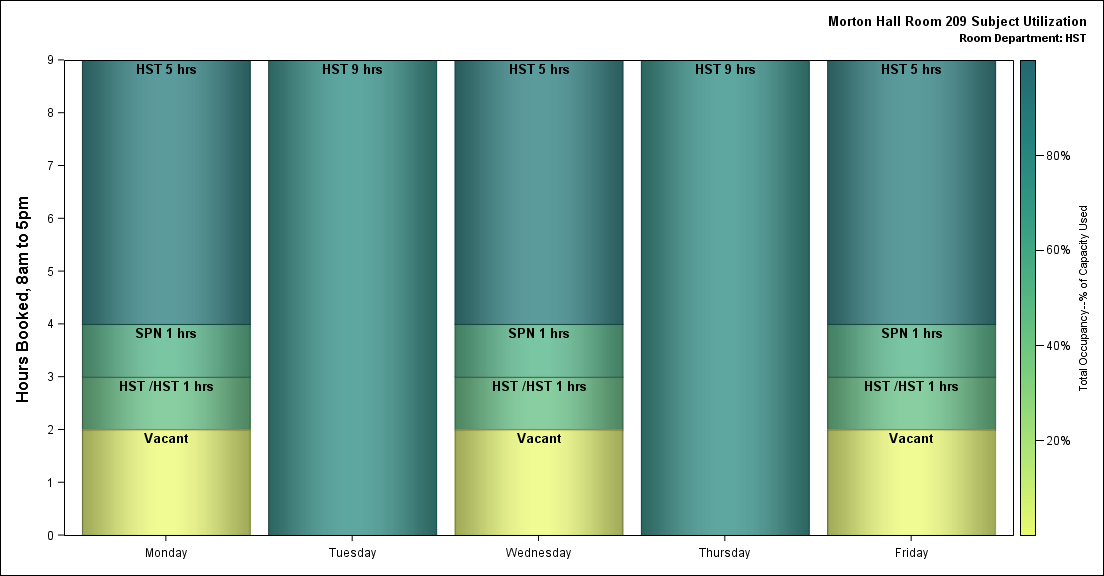 Morton Hall Room 209 Subject Utilization
Room Department: HST
Hours Booked, 8am to 5pm
9
8
7
6
5
4
3
2
1
0
HST 5 hrs
SPN 1 hrs
HST /HST 1 hrs
Vacant
HST 9 hrs
HST 5 hrs
SPN 1 hrs
HST /HST 1 hrs
Vacant
HST 9 hrs
HST 5 hrs
SPN 1 hrs
HST /HST 1 hrs
Vacant
Monday
Tuesday
Wednesday
Thursday
Friday
80%
60%
40%
20%
Total Occupancy--% of Capacity Used